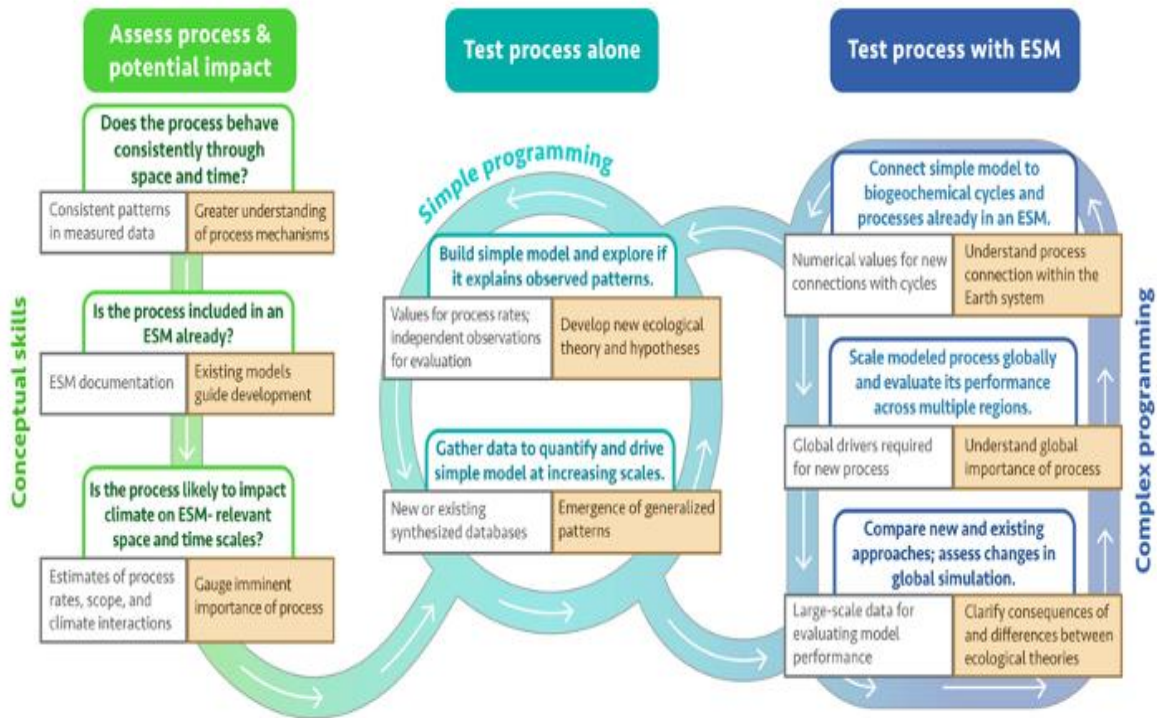 Assess process &
potential impact
Does the process behave
consistently through
space and time?
Consistent patterns
in measured data
Greater understanding
of process mechanisms
Is the process included in an
ESM already?
ESM documentation
Existing models
guide development
Is the process likely to impact
climate on ESM- relevant
space and time scales?
Estimates of process
rates, scope, and
climate interactions
Gauge imminent
importance of process
Conceptual skills
Test process alone
Simple programming
Build simple model and explore if
it explains observed patterns.
Values for process rates;
independent observations
for evaluation
Develop new ecological
theory and hypotheses
Gather data to quantify and drive
simple model at increasing scales.
New or existing
synthesized databases
Emergence of generalized
patterns
Test process with ESM
Connect simple model to
biogeochemical cycles and
processes already in an ESM.
Numerical values for new
connections with cycles
Understand process
connection within the
Earth system
Scale modeled process globally
and evaluate its performance
across multiple regions.
Global drivers required
for new process
Understand global
importance of process
Compare new and existing
approaches; assess changes in
global simulation.
Large-scale data for
evaluating model
performance
Clarify consequences of
and differences between
ecological theories
Complex programming